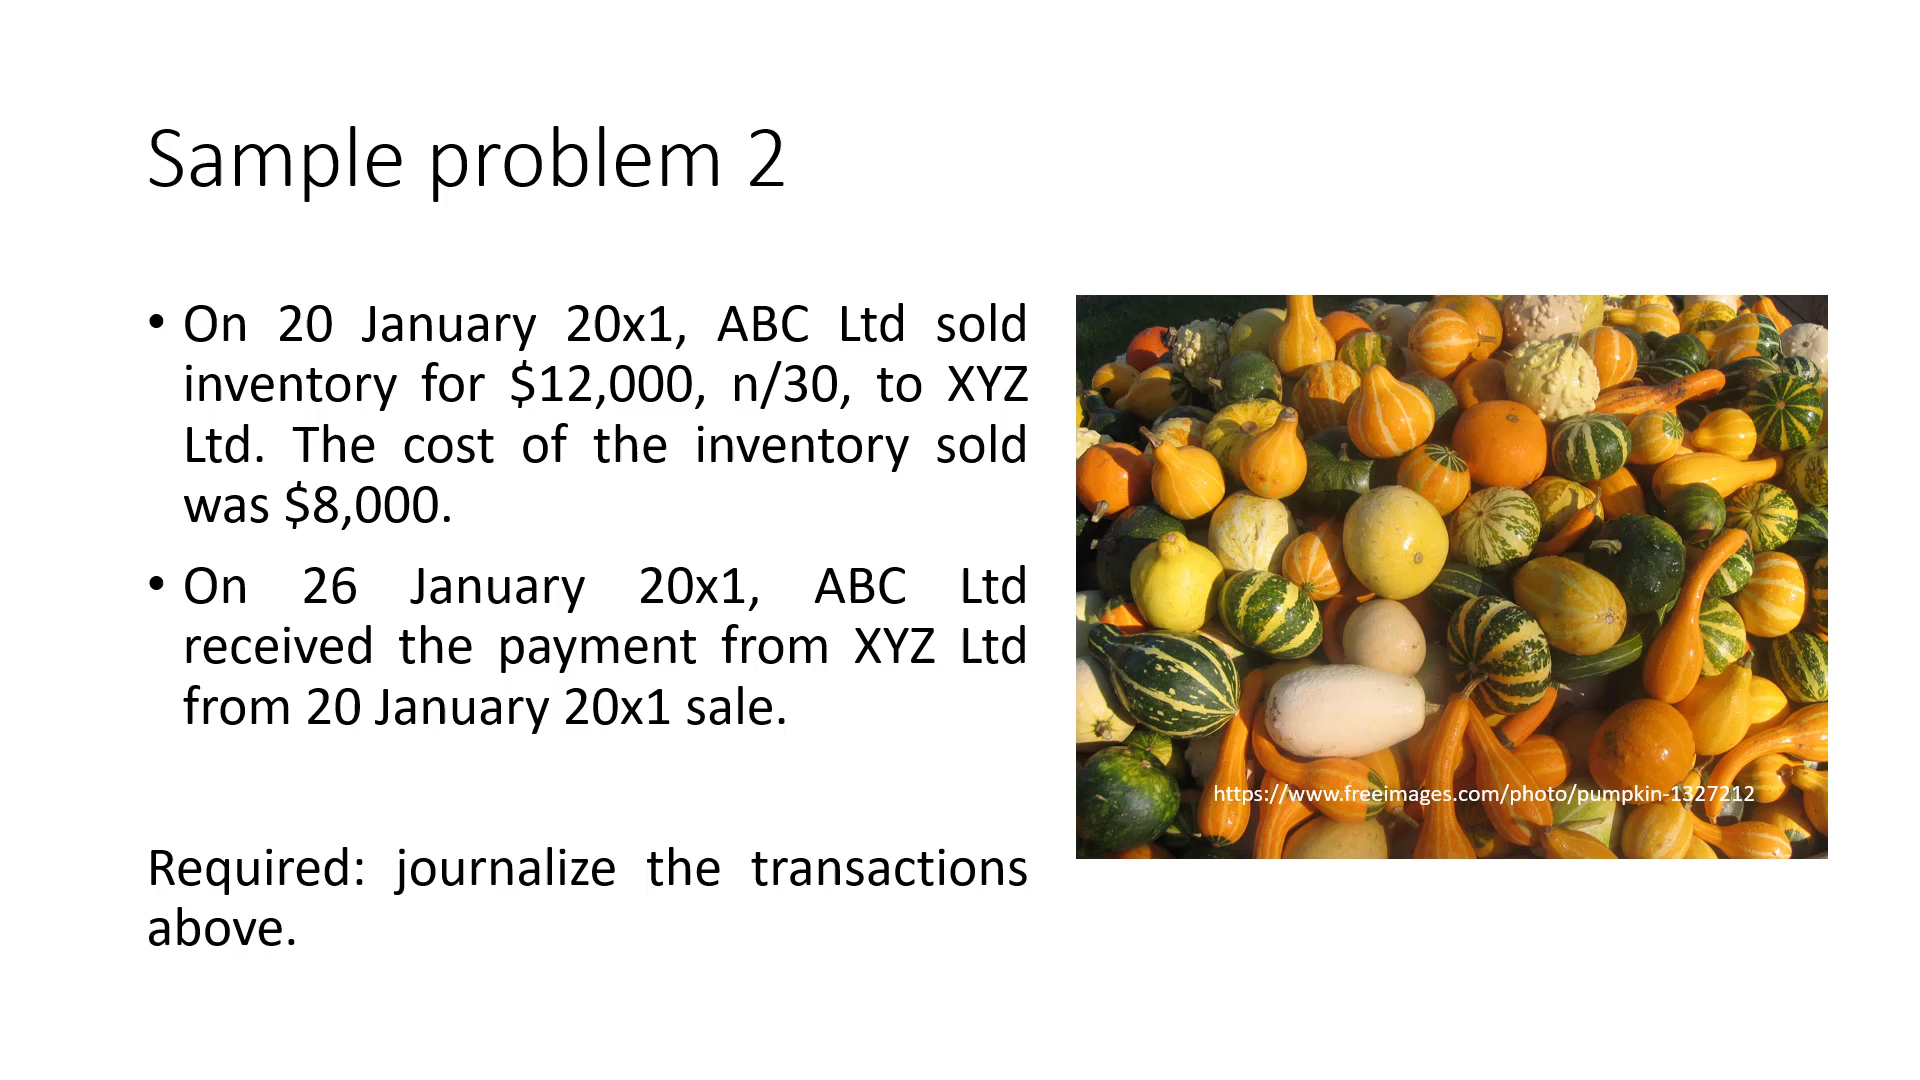 Sample problem 2
• On 20 January 20x1, ABC Ltd sold
inventory for $12,000, n/30, to XYZ
Ltd. The cost of the inventory sold
was $8,000.
• On 26 January 20x1, ABC Ltd
received the payment from XYZ Ltd
from 20 January 20x1 sale.
https://www.freeimages.com/photo/pumpkin-1327212
Required: journalize the transactions
above.